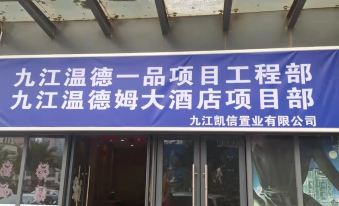 九江温德一品项目工程部
九江温德姆大酒店项目部
九江凯信置业有限公司